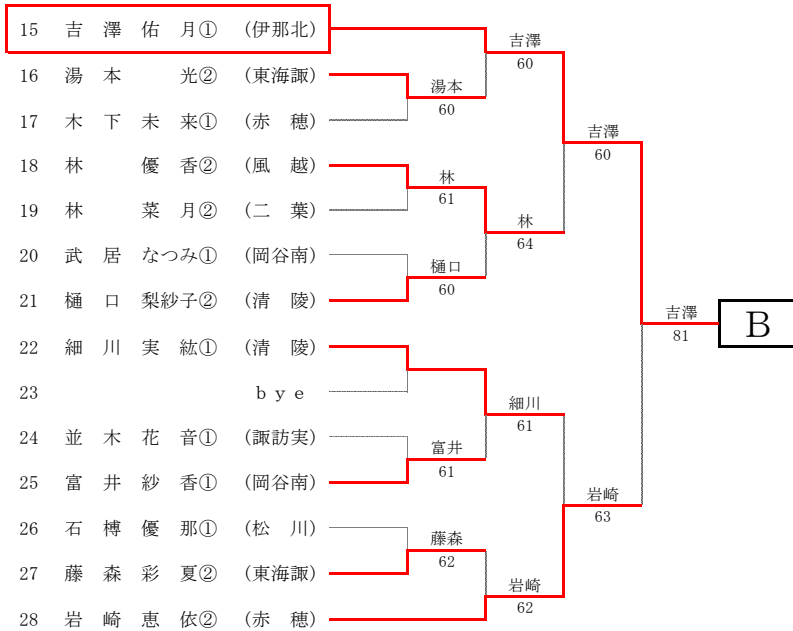 15 吉 澤 佑 月① (伊那北)
16 湯 本 光② (東海諏)
17 木 下 未 来① (赤 穂)
18 林 優 香② (風 越)
19 林 菜 月② (二 葉)
20 武 居 なつみ① (岡谷南)
21 樋 口 梨紗子② (清 陵)
22 細 川 実 紘① (清 陵)
23 b y e
24 並 木 花 音① (諏訪実)
25 富 井 紗 香① (岡谷南)
26 石 榑 優 那① (松 川)
27 藤 森 彩 夏② (東海諏)
28 岩 崎 恵 依② (赤 穂)
湯本
60
林
61
樋口
60
富井
61
藤森
62
吉澤
60
林
64
細川
61
岩崎
62
吉澤
60
岩崎
63
吉澤
81
B